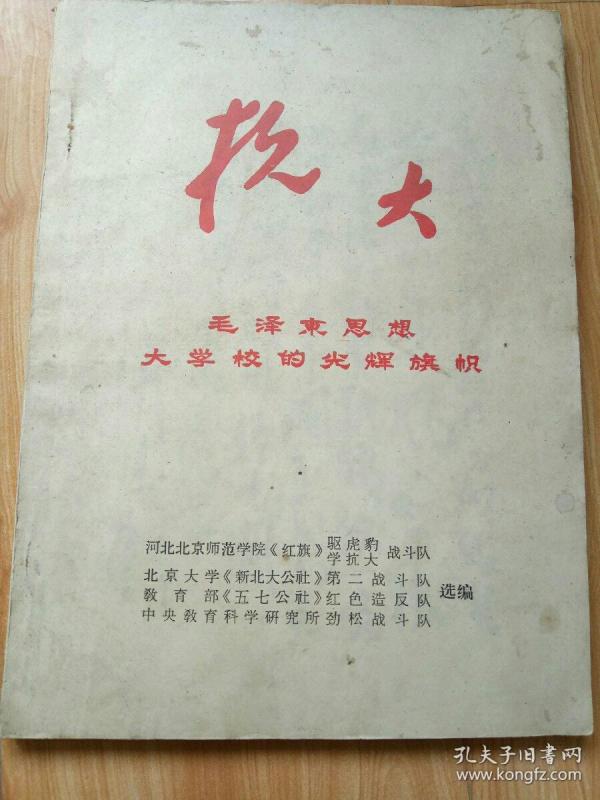 抗大
毛泽东思想
大学校的光辉旗帜
河北北京师范学院《红旗》驱虎豹 学抗大 战斗队
北京大学《新北大公社》第二战斗队
教育部《五七公社》红色造反队
中央教育科学研究所劲松战斗队
选编
孔夫子旧书网
www.kongfz.com